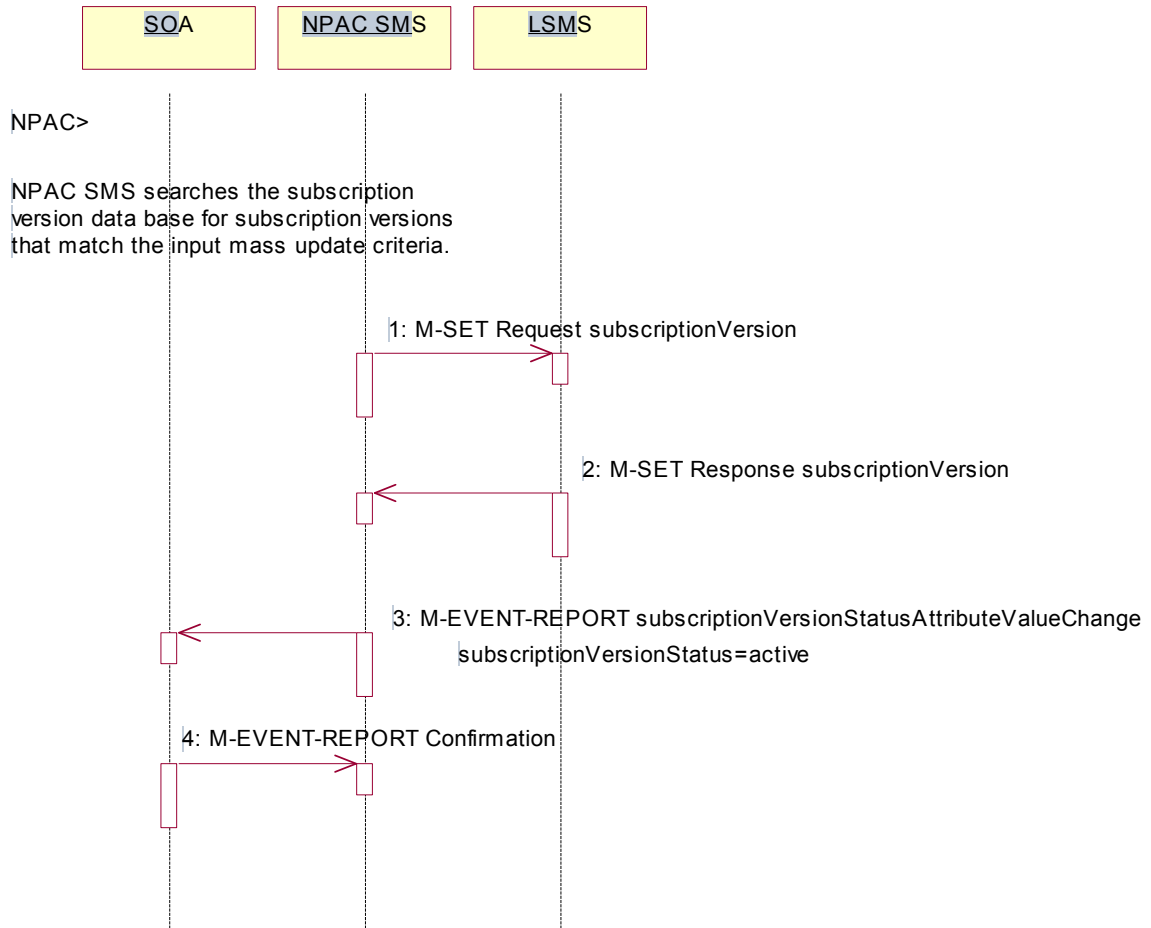 SOA
NPAC SMS
LSMS
NPAC>
NPAC SMS searches the subscription
version data base for subscription versions
that match the input mass update criteria.
1: M-SET Request subscriptionVersion
2: M-SET Response subscriptionVersion
3: M-EVENT-REPORT subscriptionVersionStatusAttributeValueChange
subscriptionVersionStatus=active
4: M-EVENT-REPORT Confirmation